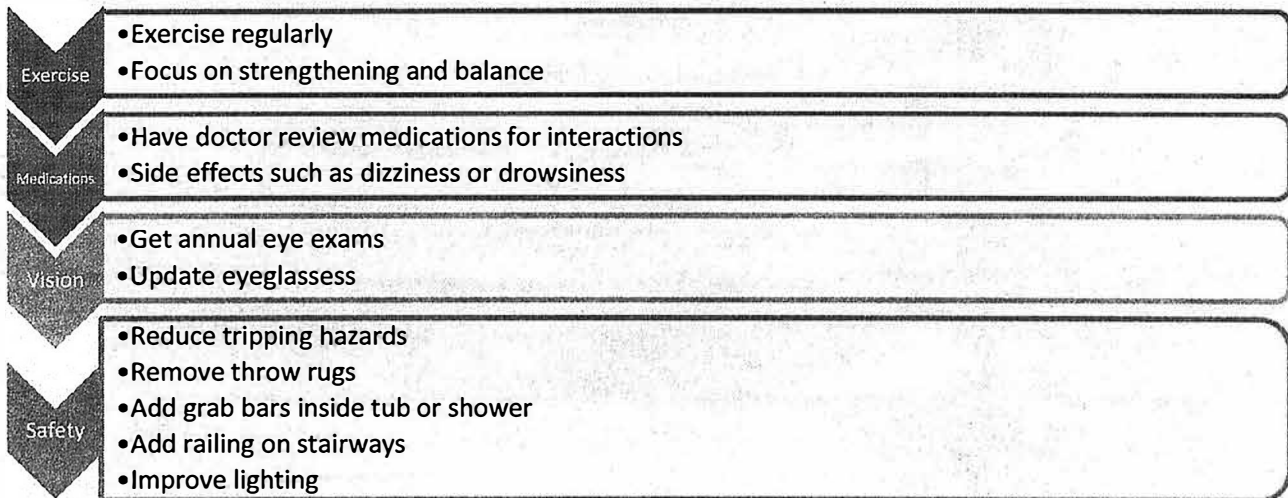 Exercise
•Exercise regularly
•Focus on strengthening and balance
Medications
•Have doctor review medications for interactions
•Side effects such as dizziness or drowsiness
Vision
•Get annual eye exams
•Update eyeglassess
Safety
•Reduce tripping hazards
•Remove throw rugs
•Add grab bars inside tub or shower
•Add railing on stairways
•Improve lighting